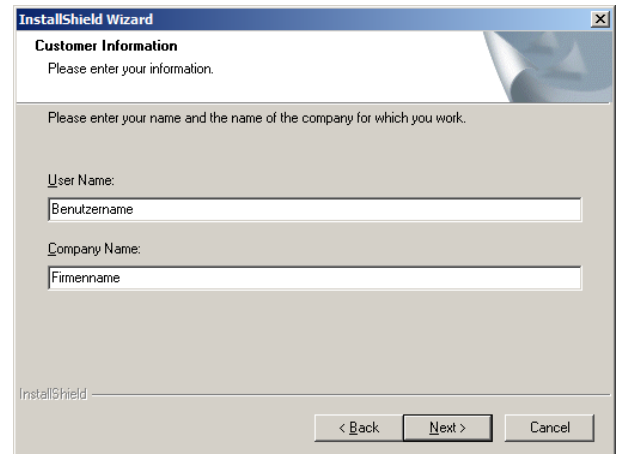 InstallShield Wizard
Customer Information
Please enter your information.
Please enter your name and the name of the company for which you work.
User Name:
Benutzername
Company Name:
Firmenname
InstallShield
< Back Next > Cancel